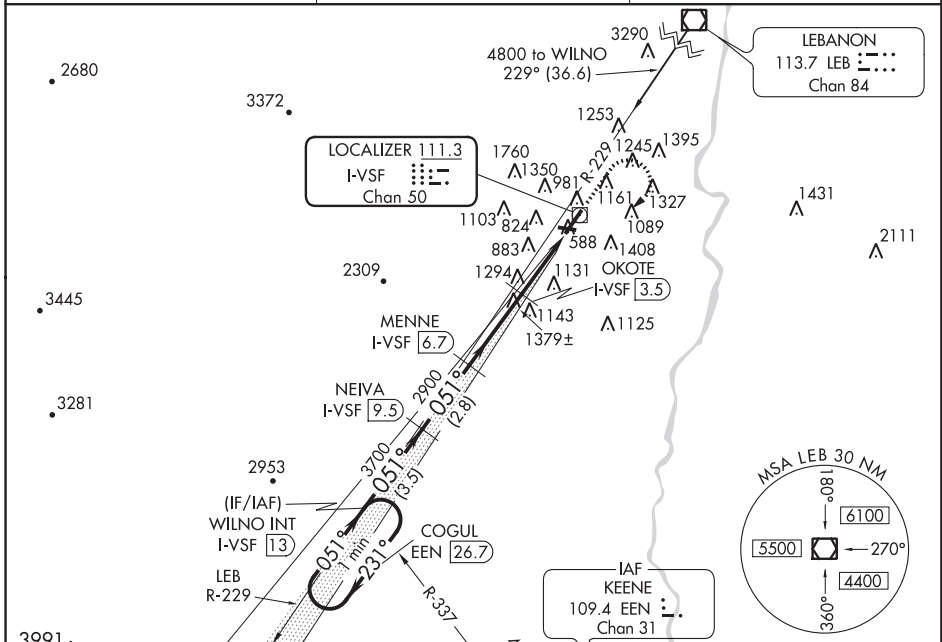 3290
4800 to WILNO
229° (36.6)
LEBANON
113.7 LEB
Chan 84
2680
3372
1253
1245
1395
R-229
LOCALIZER 111.3
I-VSF
Chan 50
1760
1350
981
1161
1327
1431
1103
824
1089
588
883
1408
2111
2309
1294
1131
OKOTE
I-VSF 3.5
3445
1143
1125
MENNE
I-VSF 6.7
1379±
2900
051°
(2.8)
NEIVA
I-VSF 9.5
3281
3700
051°
(3.5)
2953
(IF/IAF)
WILNO INT
I-VSF 13
051°
1 min
231°
COGUL
EEN 26.7
LEB
R-229
R-337
MSA LEB 30 NM
180°
6100
5500
270°
4400
360°
IAF
KEENE
109.4 EEN
Chan 31
3991